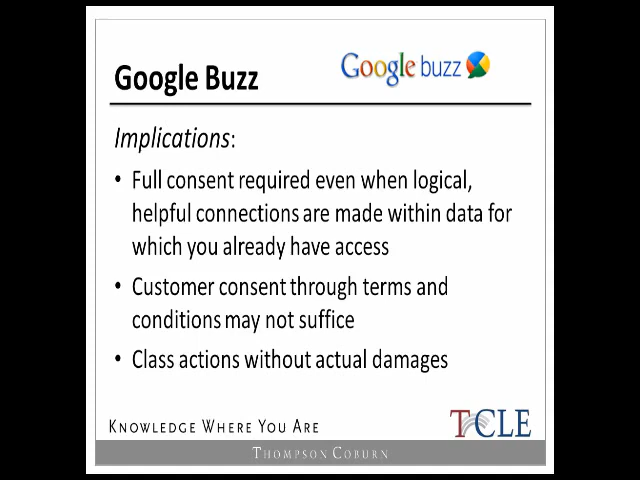 Google Buzz
Google buzz
Implications:
• Full consent required even when logical,
helpful connections are made within data for
which you already have access
• Customer consent through terms and
conditions may not suffice
• Class actions without actual damages
KNOWLEDGE WHERE YOU ARE
TCCLE
THOMPSON COBURN